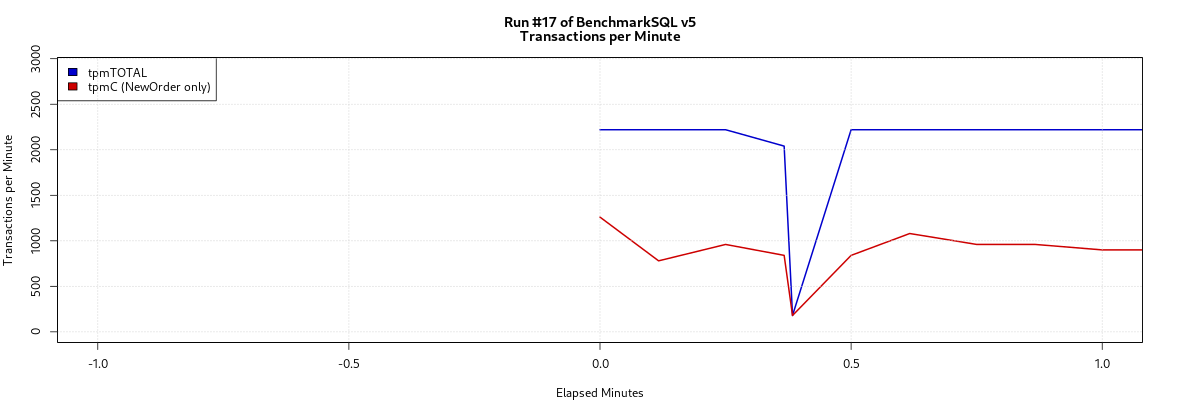 Run #17 of BenchmarkSQL v5
Transactions per Minute
tpmTOTAL
tpmC (NewOrder only)
Transactions per Minute
3000
2500
2000
1500
1000
500
0
-1.0
-0.5
0.0
0.5
1.0
Elapsed Minutes